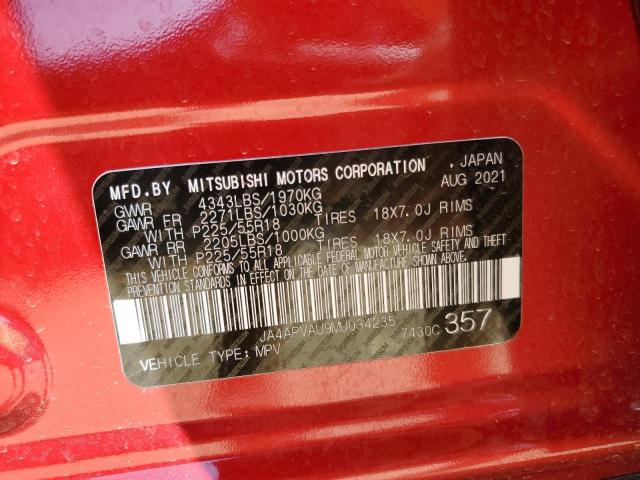 MFD.BY MITSUBISHI MOTORS CORPORATION , JAPAN
GVWR 4343LBS/1970KG AUG 2021
GAWR FR 2271LBS/1030KG
WITH P225/55R18 TIRES 18X7.0J RIMS
GAWR RR 2205LBS/1000KG
WITH P225/55R18 TIRES 18X7.0J RIMS
THIS VEHICLE CONFORMS TO ALL APPLICABLE FEDERAL MOTOR VEHICLE SAFETY AND THEFT
PREVENTION STANDARDS IN EFFECT ON THE DATE OF MANUFACTURE SHOWN ABOVE.
JA4APVAU9MU034235 7430C 357
VEHICLE TYPE: MPV